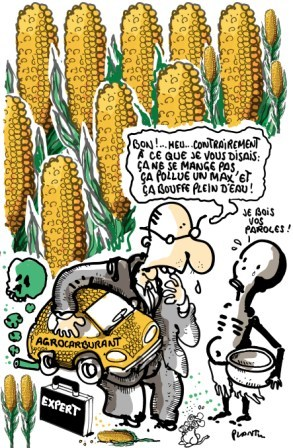 BON!... MEU... CONTRAIREMENT
À CE QUE JE VOUS DISAIS:
ÇA NE SE MANGE PAS,
ÇA POLLUE UN MAX ET
ÇA BOUFFE PLEIN D'EAU!
JE BOIS
VOS
PAROLES!
AGROCARBURANT
EXPERT
PLANTU